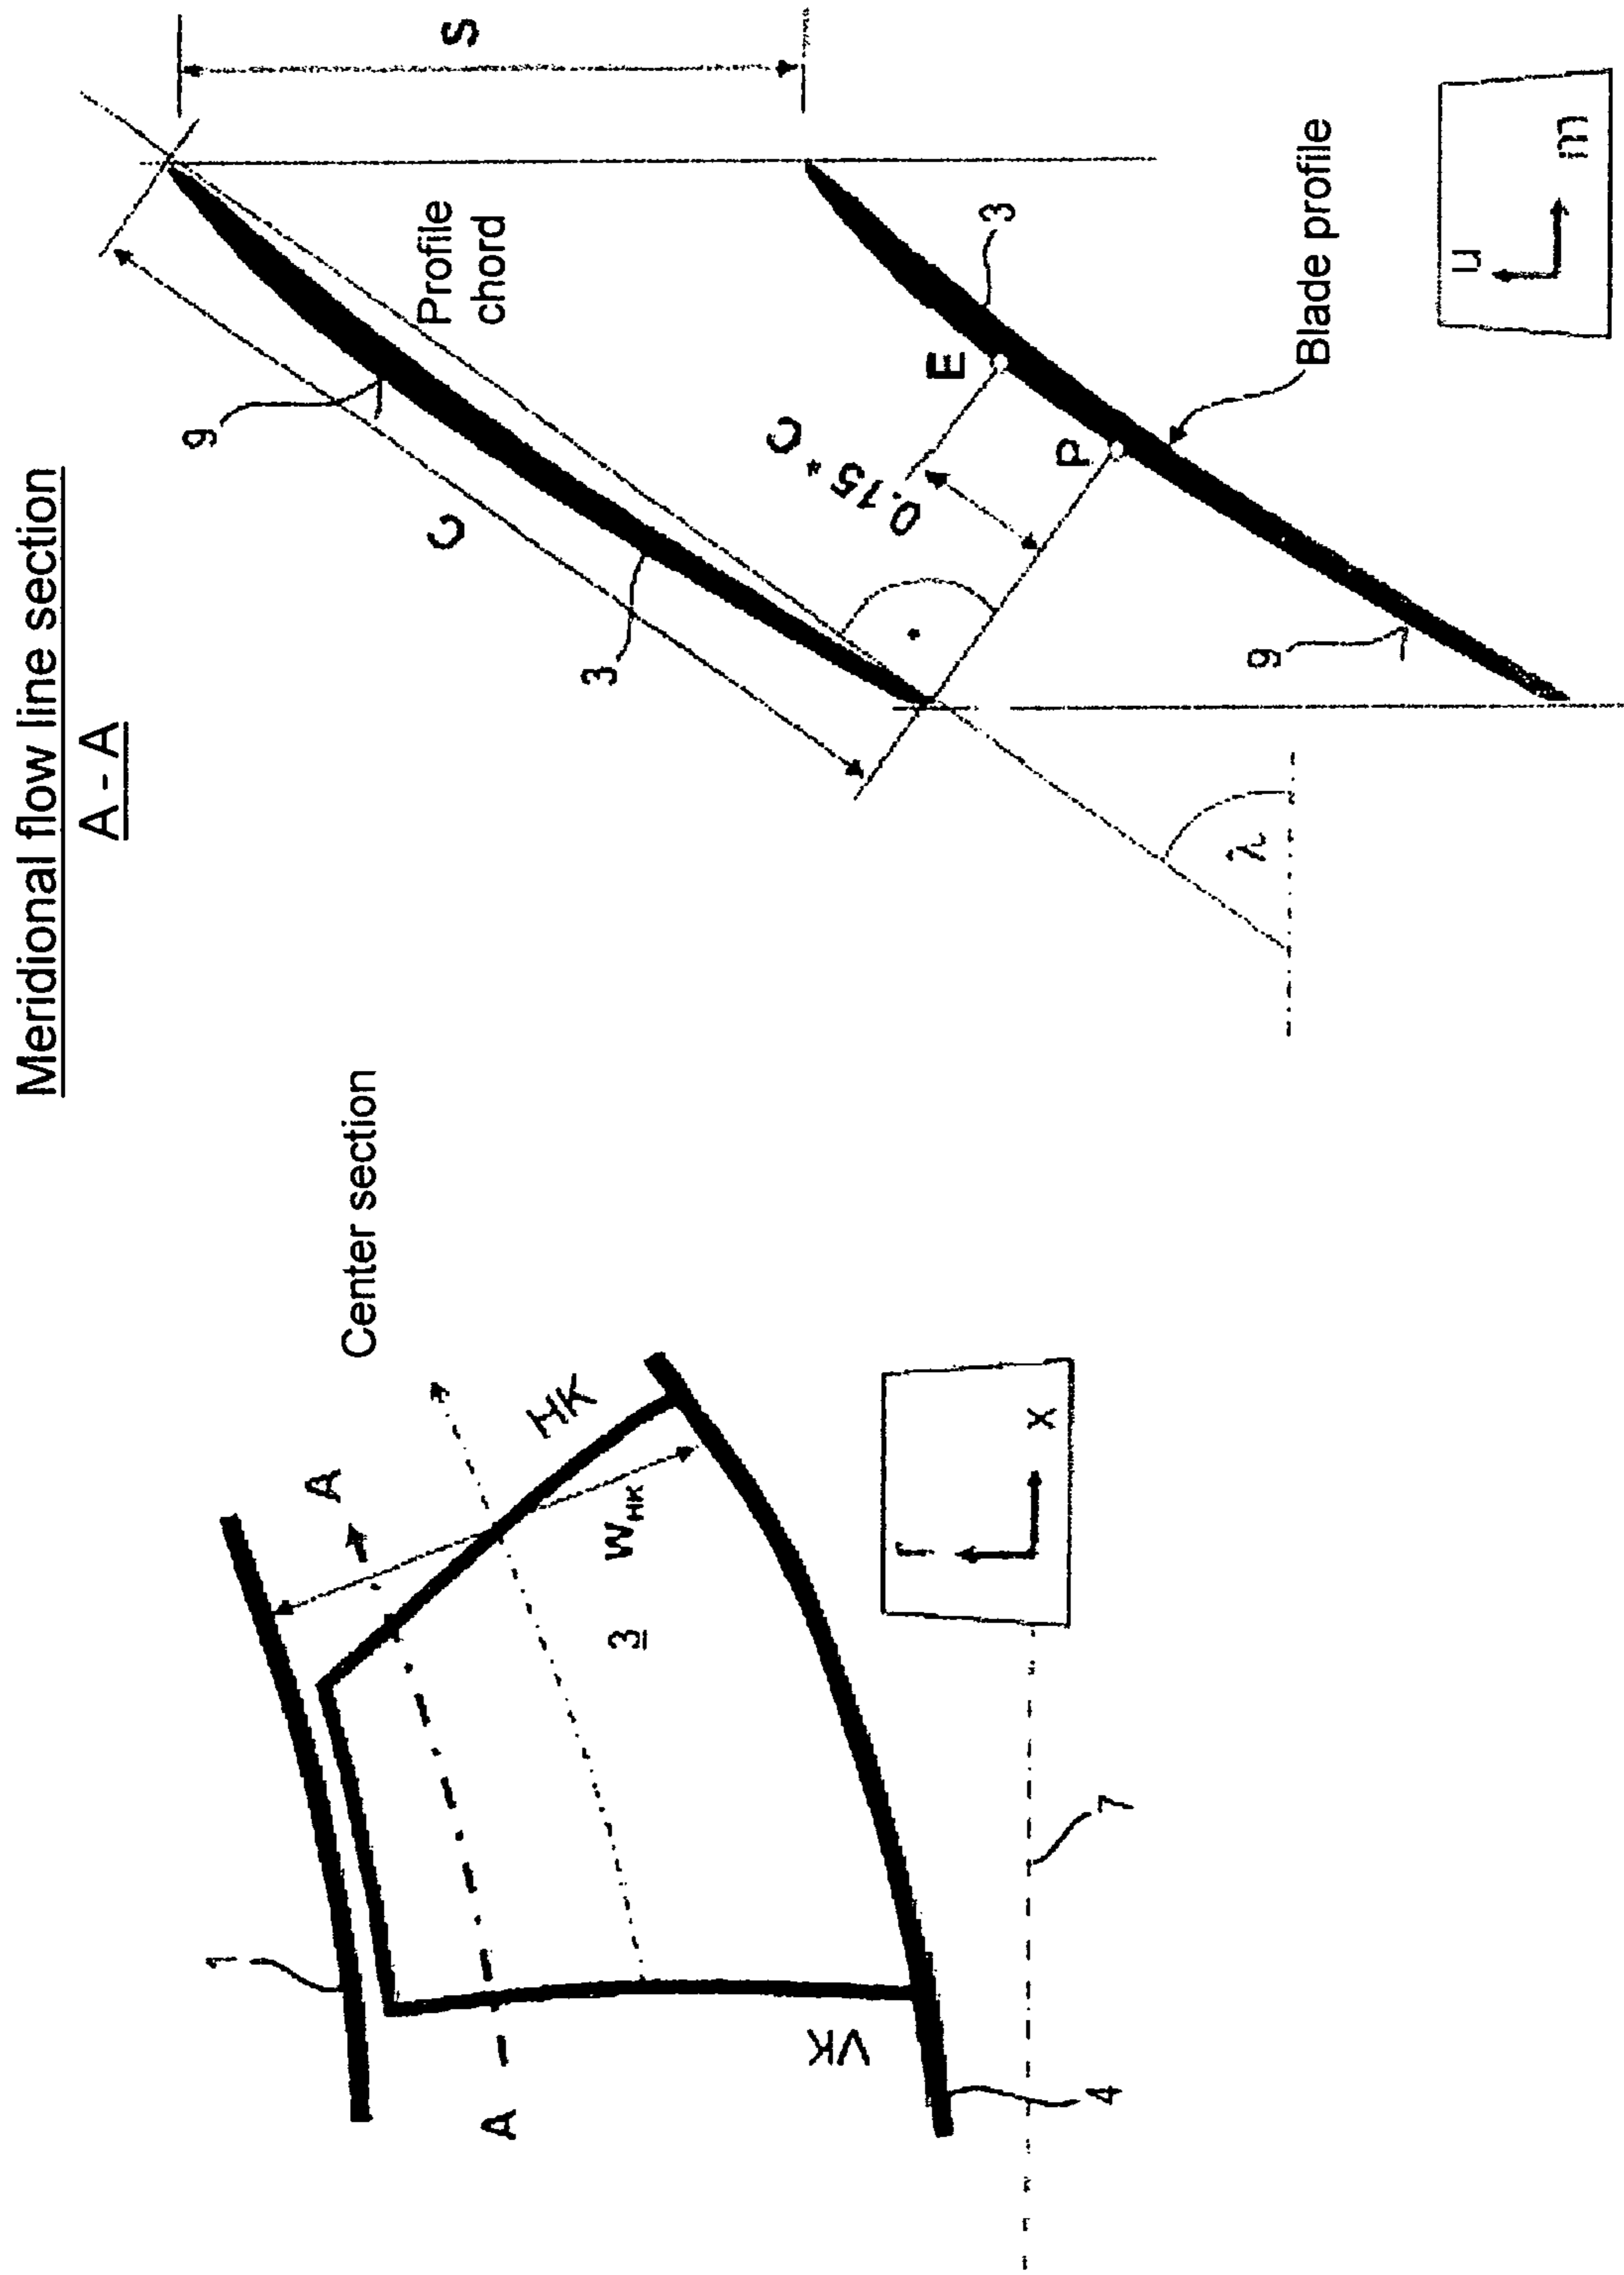 Meridional flow line section
A - A
S
C
9
3
Profile
chord
0.15 * C
E
P
3
9
Blade profile
λ
u
m
Center section
1
A
A
HK
W_HK
3
VK
r
x
4
7